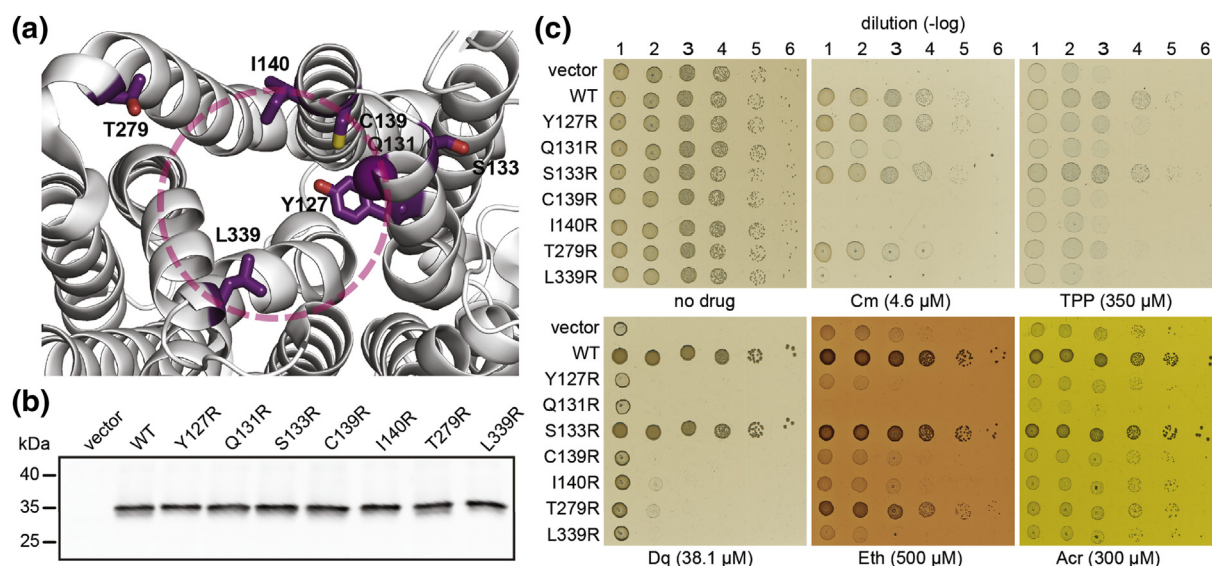 (a)
I140
T279
C139
Q131
S133
Y127
L339
(b)
kDa
vector
WT
Y127R
Q131R
S133R
C139R
I140R
T279R
L339R
40
35
25
(c)
dilution (-log)
1 2 3 4 5 6 1 2 3 4 5 6 1 2 3 4 5 6
vector
WT
Y127R
Q131R
S133R
C139R
I140R
T279R
L339R
no drug Cm (4.6 µM) TPP (350 µM)
vector
WT
Y127R
Q131R
S133R
C139R
I140R
T279R
L339R
Dq (38.1 µM) Eth (500 µM) Acr (300 µM)